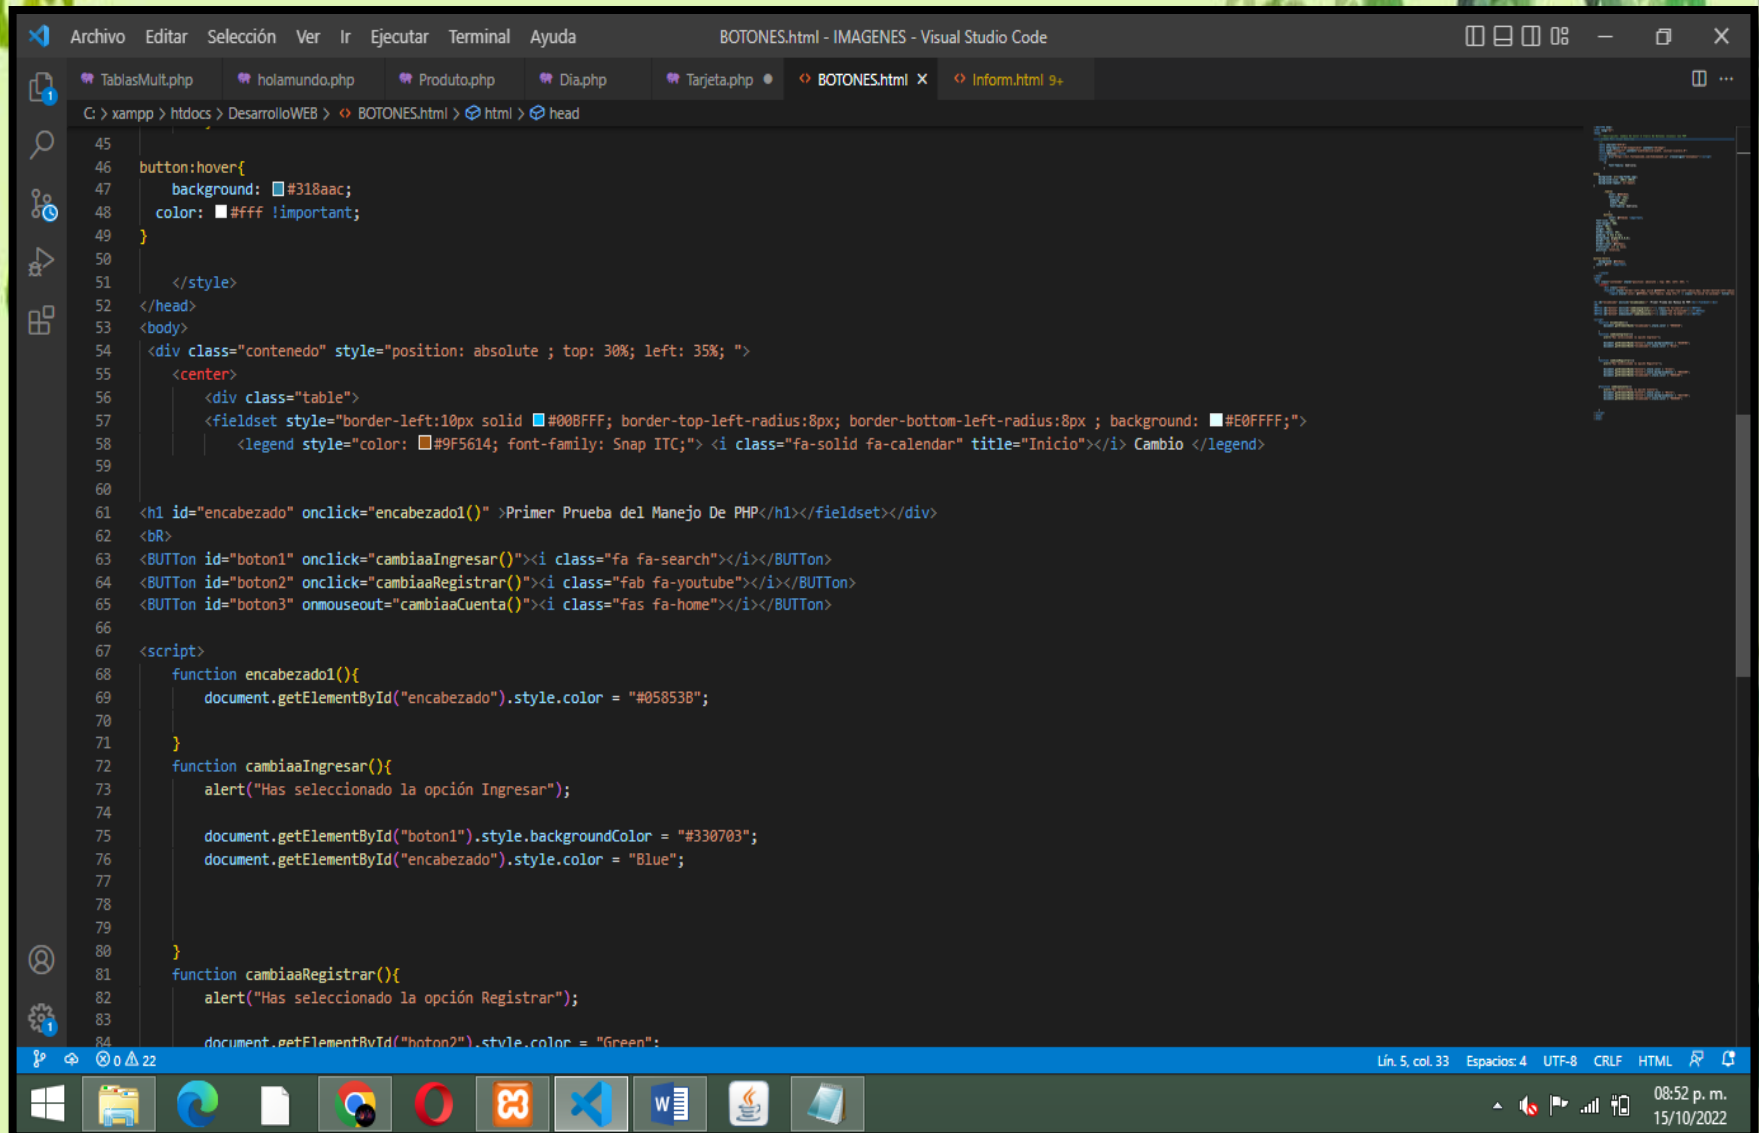 Archivo Editar Selección Ver Ir Ejecutar Terminal Ayuda BOTONES.html - IMAGENES - Visual Studio Code
TablasMult.php holamundo.php Produto.php Dia.php Tarjeta.php BOTONES.html Inform.html 9+
C: > xampp > htdocs > DesarrolloWEB > BOTONES.html > html > head
45
46 button:hover{
47 background: #318aac;
48 color: #fff !important;
49 }
50
51 </style>
52 </head>
53 <body>
54 <div class="contenedo" style="position: absolute ; top: 30%; left: 35%; ">
55 <center>
56 <div class="table">
57 <fieldset style="border-left:10px solid #00BFFF; border-top-left-radius:8px; border-bottom-left-radius:8px ; background: #E0FFFF;">
58 <legend style="color: #9F5614; font-family: Snap ITC;"> <i class="fa-solid fa-calendar" title="Inicio"></i> Cambio </legend>
59
60
61 <h1 id="encabezado" onclick="encabezado1()" >Primer Prueba del Manejo De PHP</h1></fieldset></div>
62 <bR>
63 <BUTTon id="boton1" onclick="cambiaaIngresar()"><i class="fa fa-search"></i></BUTTon>
64 <BUTTon id="boton2" onclick="cambiaaRegistrar()"><i class="fab fa-youtube"></i></BUTTon>
65 <BUTTon id="boton3" onmouseout="cambiaaCuenta()"><i class="fas fa-home"></i></BUTTon>
66
67 <script>
68 function encabezado1(){
69 document.getElementById("encabezado").style.color = "#05853B";
70
71 }
72 function cambiaaIngresar(){
73 alert("Has seleccionado la opción Ingresar");
74
75 document.getElementById("boton1").style.backgroundColor = "#330703";
76 document.getElementById("encabezado").style.color = "Blue";
77
78
79
80 }
81 function cambiaaRegistrar(){
82 alert("Has seleccionado la opción Registrar");
83
84 document.getElementById("boton2").style.color = "Green";
0 22 Lín. 5, col. 33 Espacios: 4 UTF-8 CRLF HTML
08:52 p. m.
15/10/2022